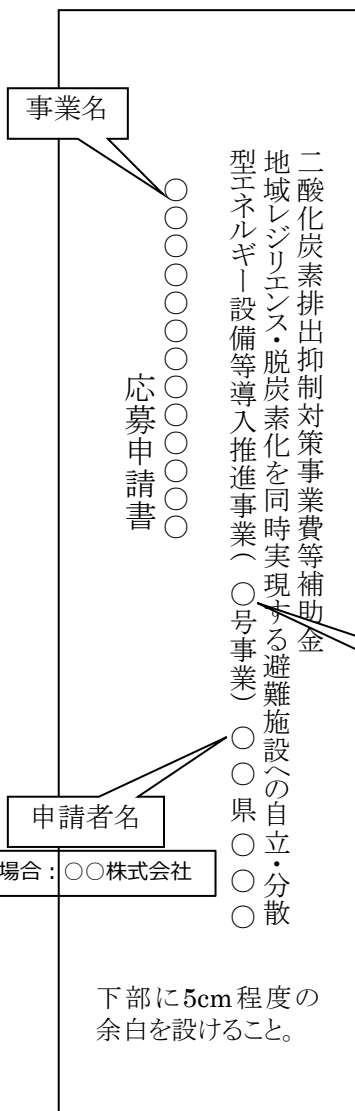 事業名
二酸化炭素排出抑制対策事業費等補助金
地域レジリエンス・脱炭素化を同時実現する避難施設への自立・分散
型エネルギー設備等導入推進事業(○号事業)○○県○○○
○○○○○○○○○○○○○
応募申請書
申請者名
場合：○○株式会社
下部に5cm程度の
余白を設けること。